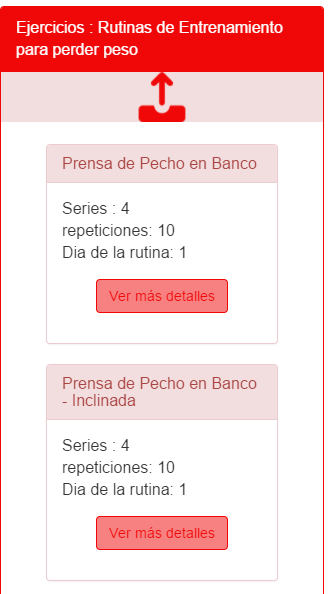 Ejercicios : Rutinas de Entrenamiento
para perder peso
Prensa de Pecho en Banco
Series : 4
repeticiones: 10
Dia de la rutina: 1
Ver más detalles
Prensa de Pecho en Banco
- Inclinada
Series : 4
repeticiones: 10
Dia de la rutina: 1
Ver más detalles